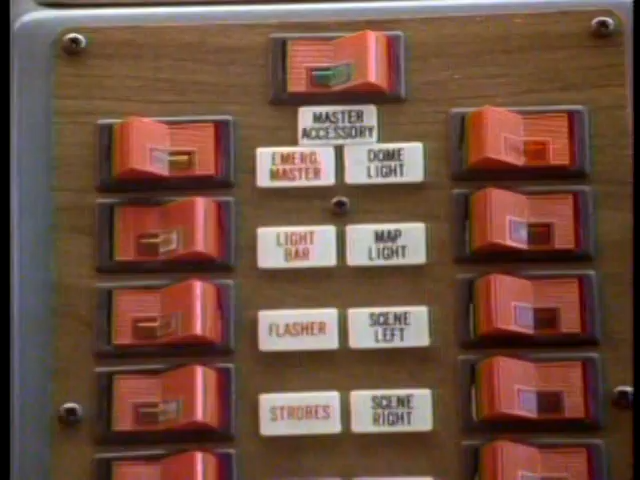 MASTER
ACCESSORY
EMERG.
MASTER
DOME
LIGHT
LIGHT
BAR
MAP
LIGHT
FLASHER
SCENE
LEFT
STROBES
SCENE
RIGHT